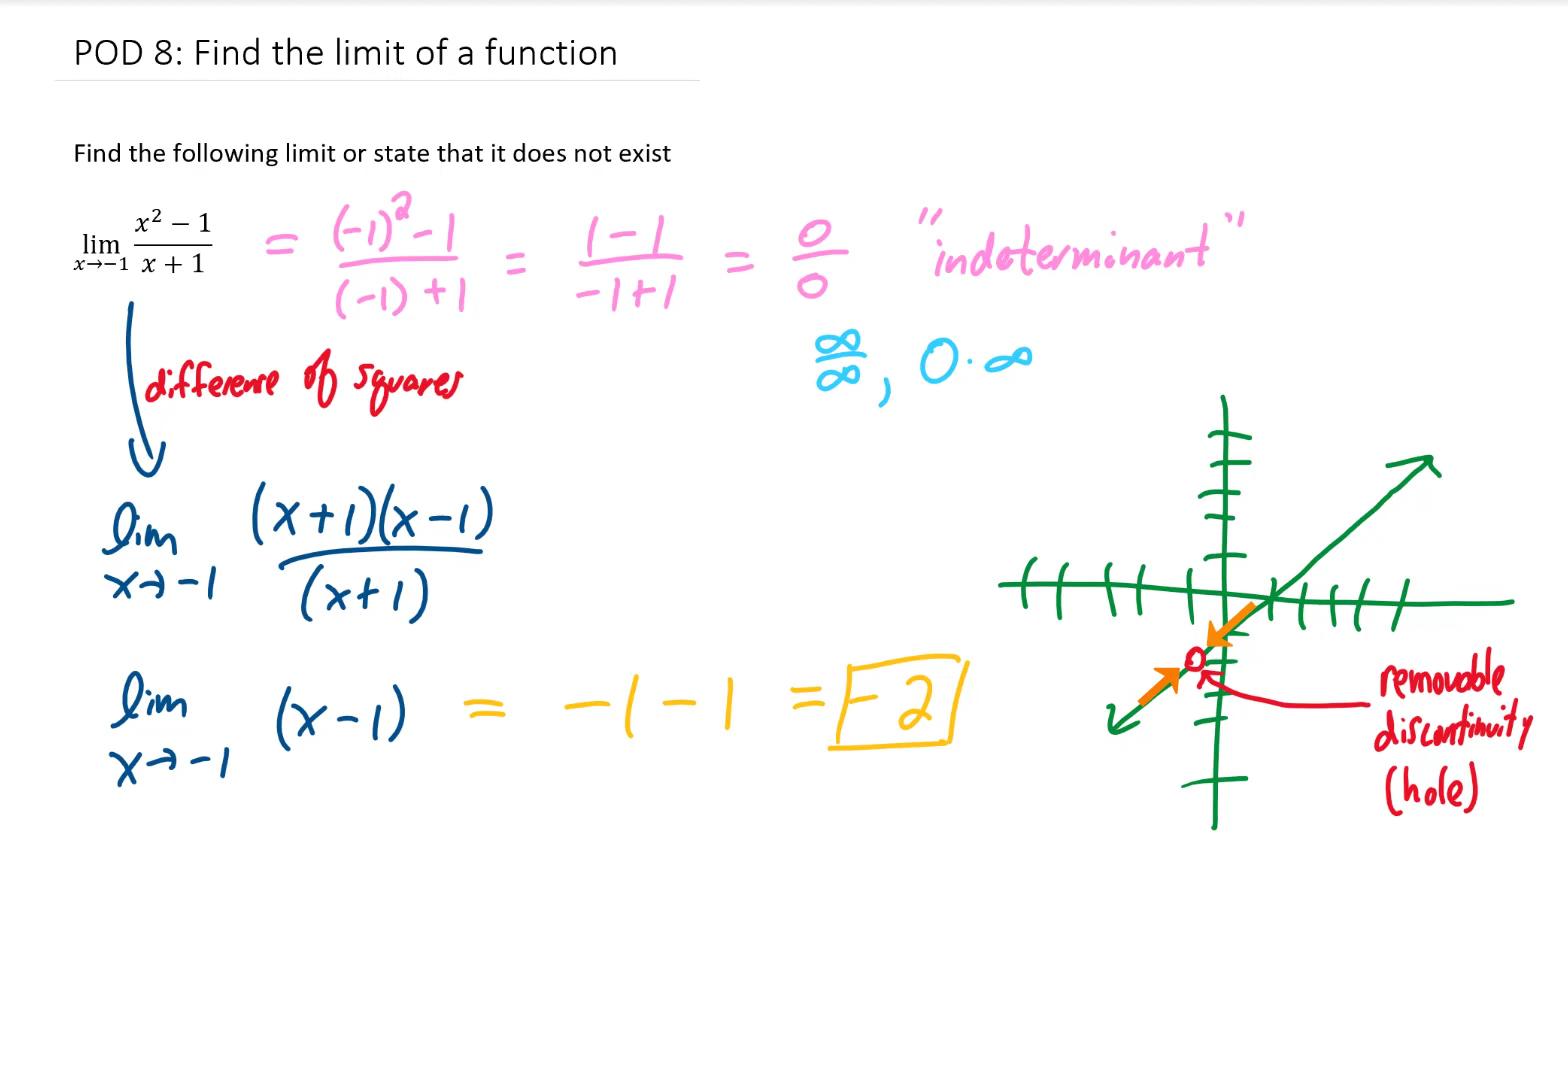 POD 8: Find the limit of a function
Find the following limit or state that it does not exist
lim x→−1 (x² − 1)/(x + 1) = ((-1)² - 1)/((-1) + 1) = (1 - 1)/(-1 + 1) = 0/0 "indeterminant"
∞/∞, 0·∞
difference of squares
lim x→-1 (x+1)(x-1)/(x+1)
lim x→-1 (x-1) = -1 - 1 = -2
removable
discontinuity
(hole)